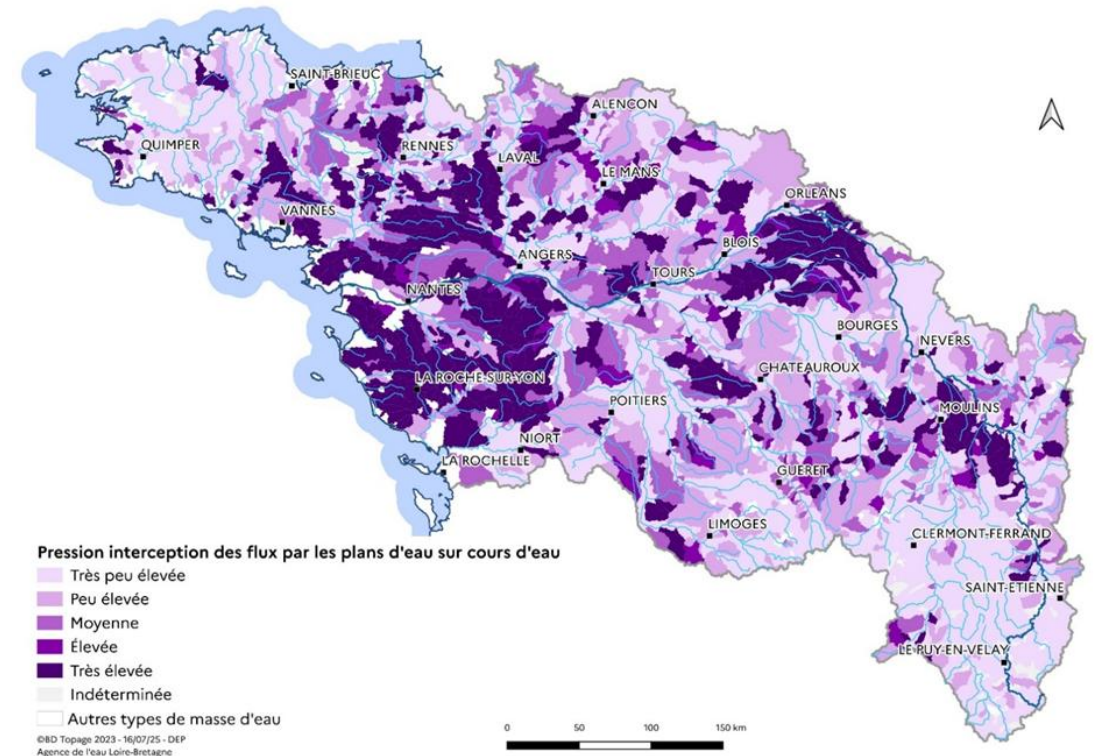 SAINT-BRIEUC
ALENCON
QUIMPER
RENNES
LAVAL
LE MANS
ORLEANS
VANNES
BLOIS
ANGERS
TOURS
NANTES
BOURGES
NEVERS
CHATEAUROUX
LA ROCHE-SUR-YON
MOULINS
POITIERS
NIORT
LA ROCHELLE
GUERET
LIMOGES
CLERMONT-FERRAND
SAINT-ETIENNE
LE PUY-EN-VELAY
Pression interception des flux par les plans d'eau sur cours d'eau
Très peu élevée
Peu élevée
Moyenne
Élevée
Très élevée
Indéterminée
Autres types de masse d'eau
©BD Topage 2023 - 16/07/25 - DEP
Agence de l'eau Loire-Bretagne
0 50 100 150 km